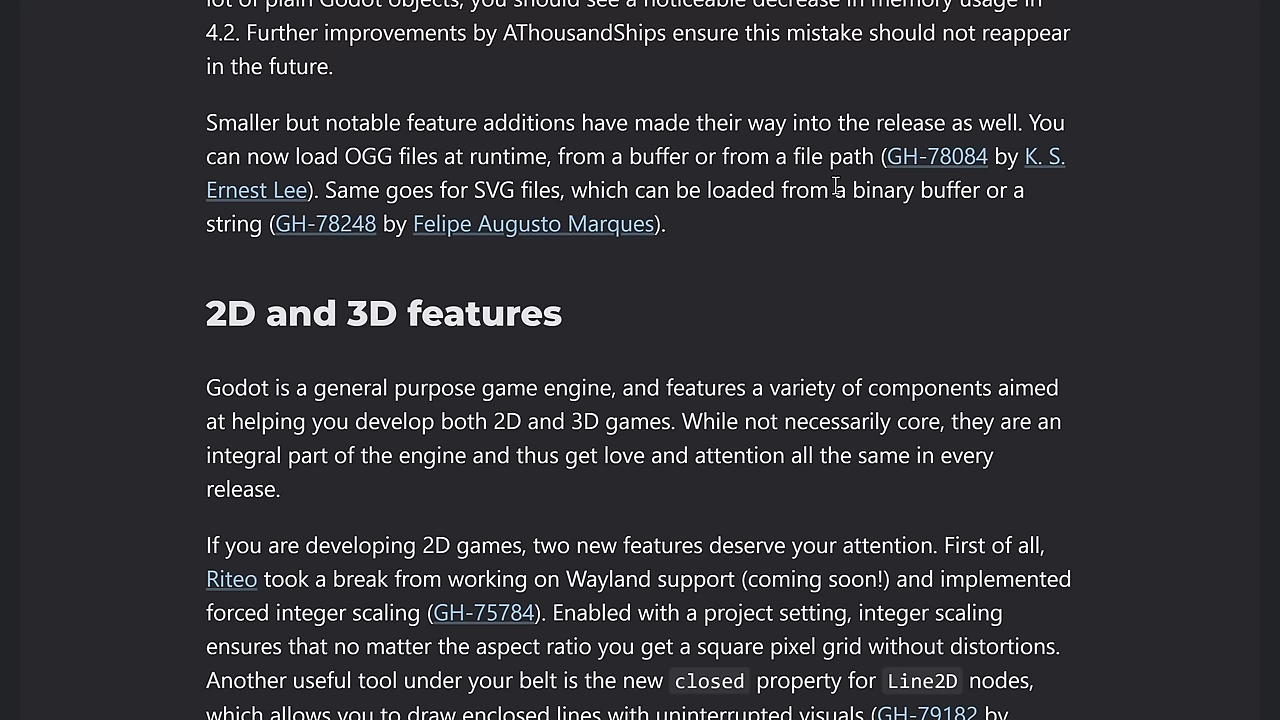 lot of plain Godot objects, you should see a noticeable decrease in memory usage in
4.2. Further improvements by AThousandShips ensure this mistake should not reappear
in the future.
Smaller but notable feature additions have made their way into the release as well. You
can now load OGG files at runtime, from a buffer or from a file path (GH-78084 by K. S.
Ernest Lee). Same goes for SVG files, which can be loaded from a binary buffer or a
string (GH-78248 by Felipe Augusto Marques).
2D and 3D features
Godot is a general purpose game engine, and features a variety of components aimed
at helping you develop both 2D and 3D games. While not necessarily core, they are an
integral part of the engine and thus get love and attention all the same in every
release.
If you are developing 2D games, two new features deserve your attention. First of all,
Riteo took a break from working on Wayland support (coming soon!) and implemented
forced integer scaling (GH-75784). Enabled with a project setting, integer scaling
ensures that no matter the aspect ratio you get a square pixel grid without distortions.
Another useful tool under your belt is the new closed property for Line2D nodes,
which allows you to draw enclosed lines with uninterrupted visuals (GH-79182 by